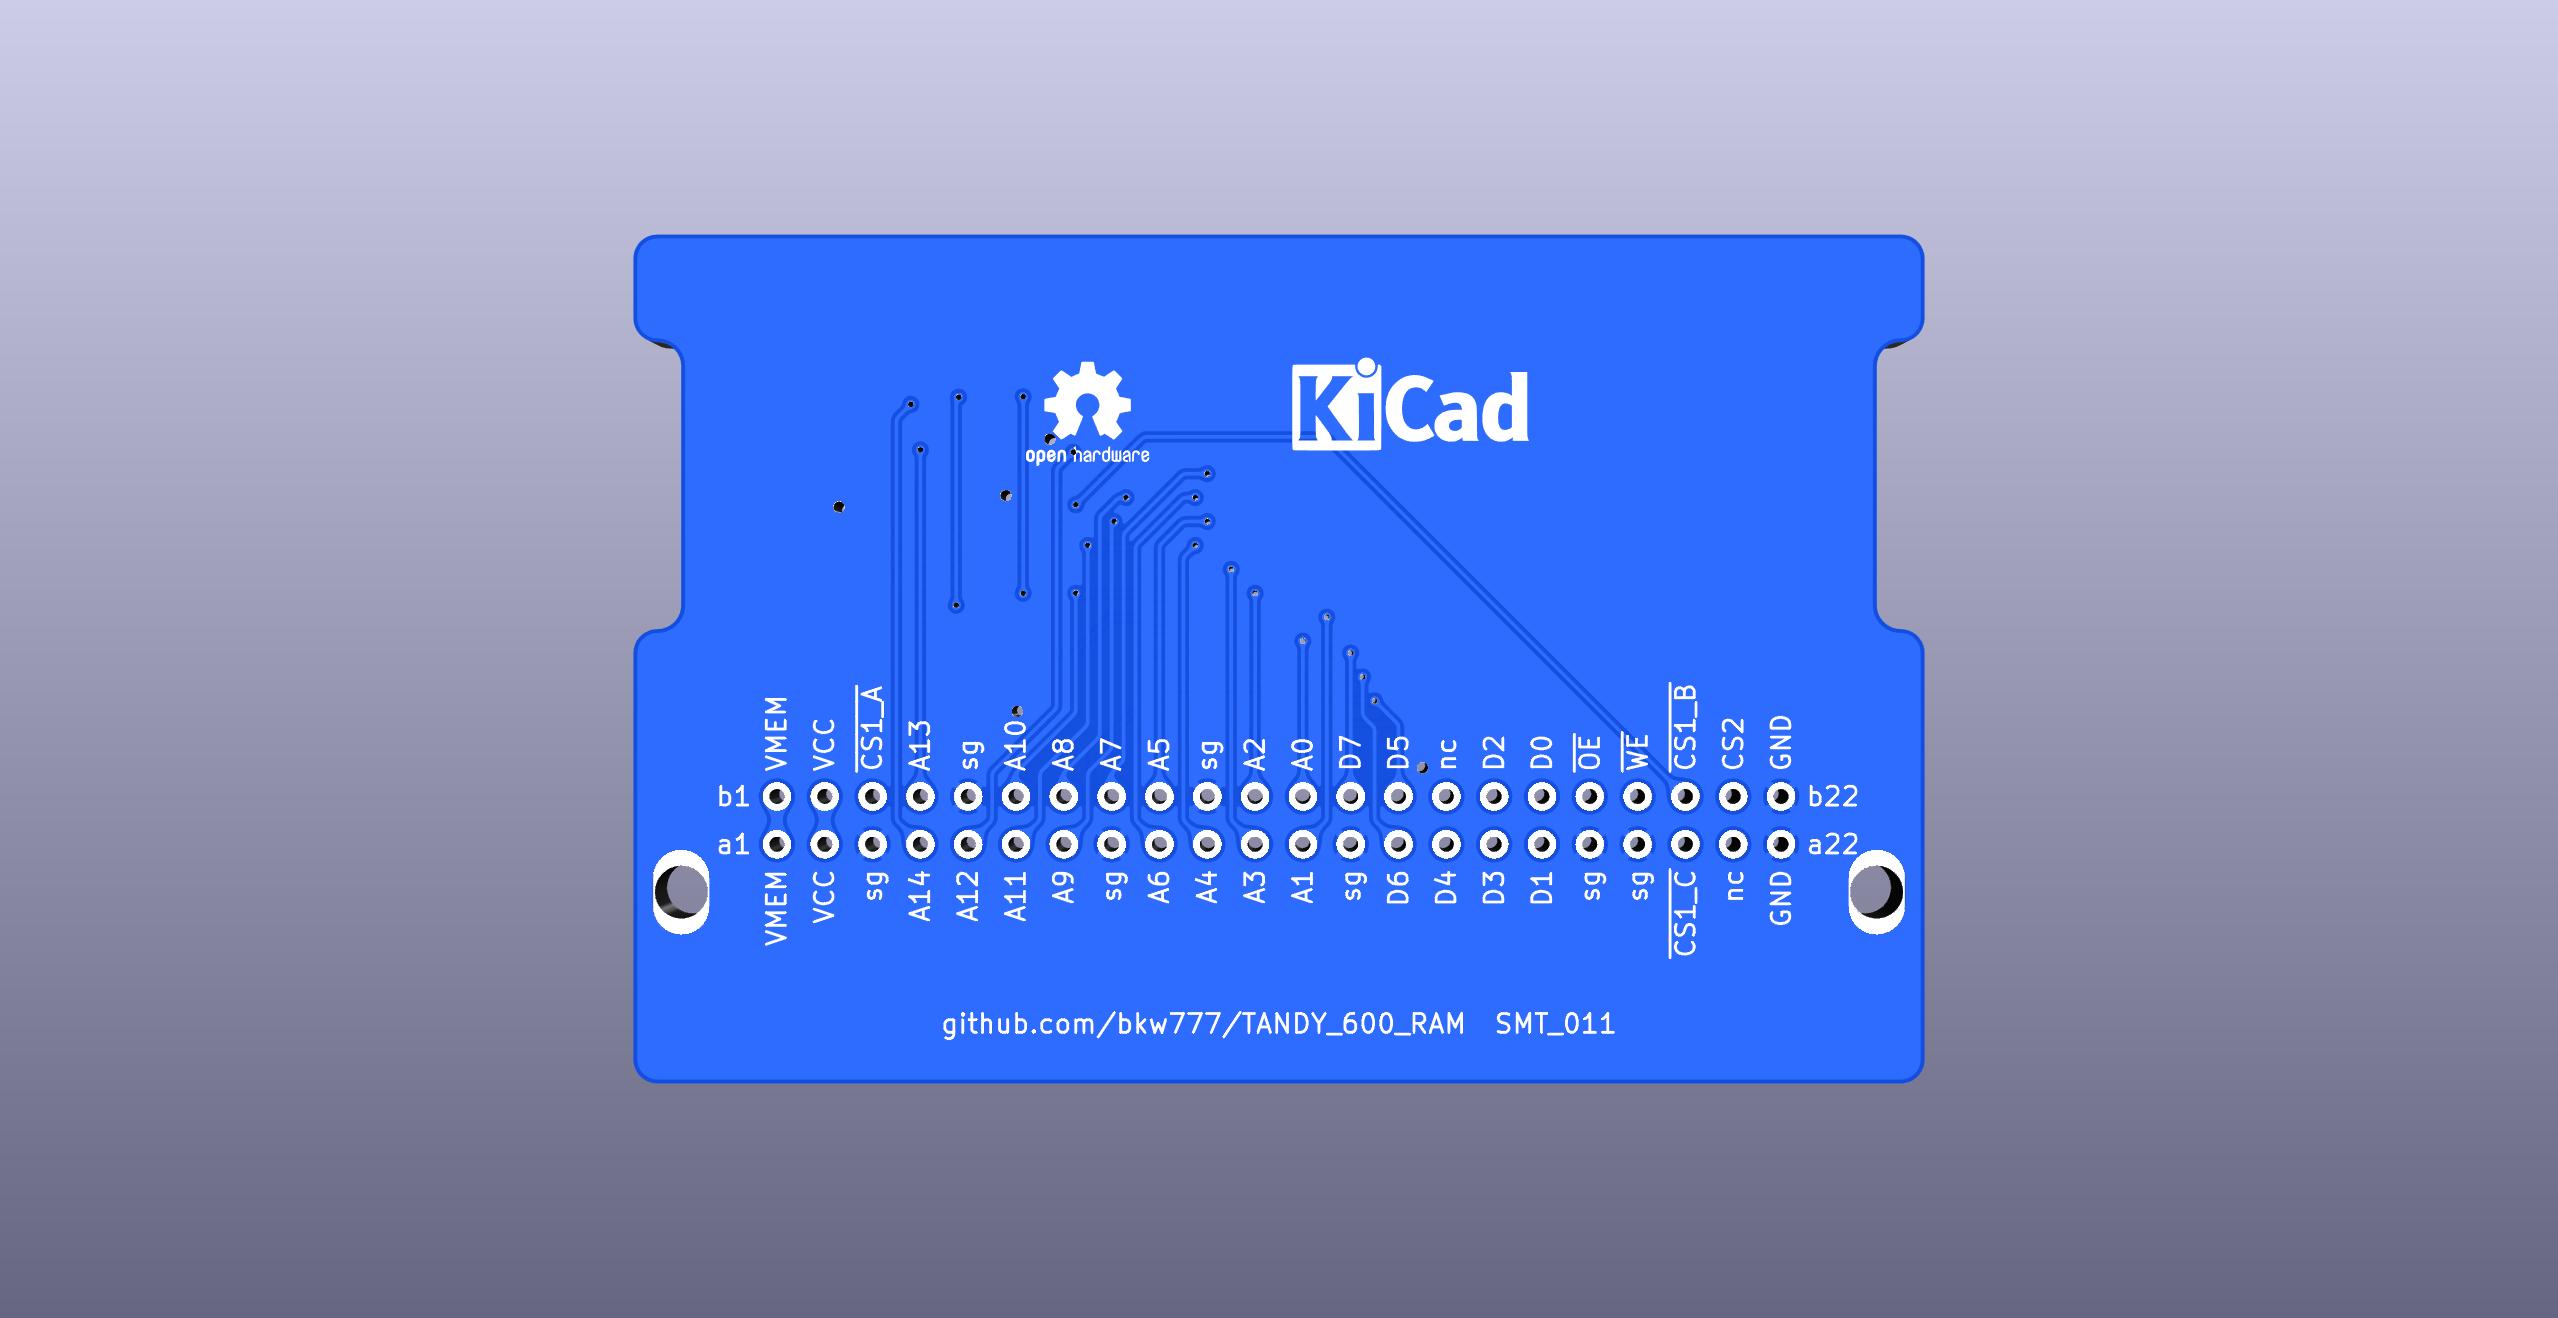 open hardware
KiCad
VMEM VCC CS1_A A13 sg A10 A8 A7 A5 sg A2 A0 D7 D5 nc D2 D0 OE WE CS1_B CS2 GND
b1 b22
a1 a22
VMEM VCC sg A14 A12 A11 A9 sg A6 A4 A3 A1 sg D6 D4 D3 D1 sg sg CS1_C nc GND
github.com/bkw777/TANDY_600_RAM SMT_011